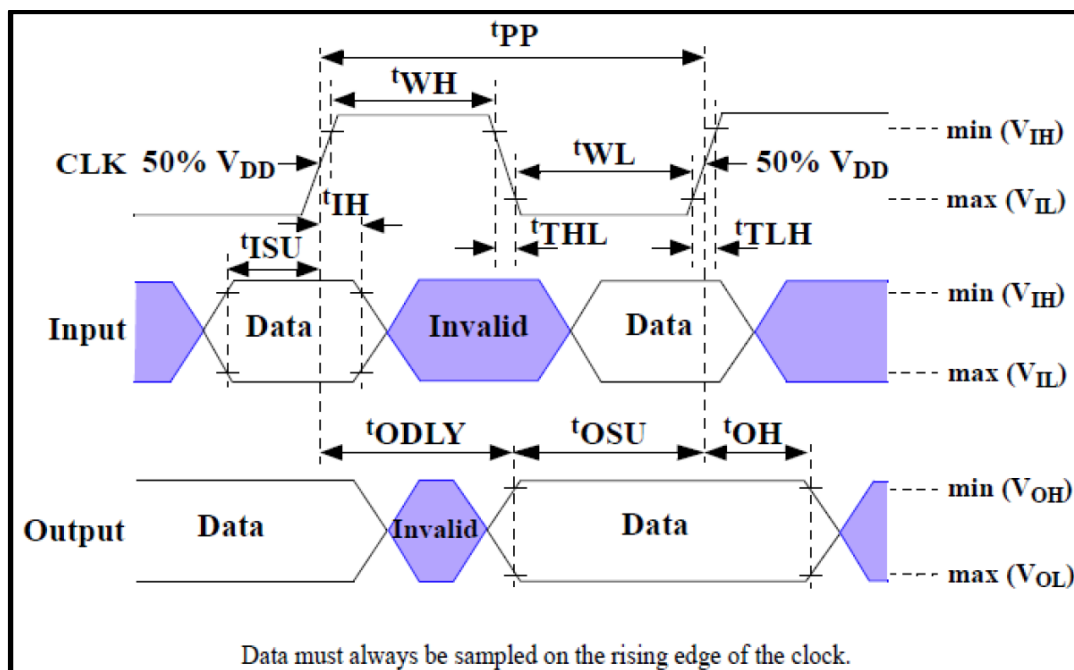 tPP
tWH
min (VIH)
CLK 50% VDD
tWL
50% VDD
tIH
max (VIL)
tISU
tTHL
tTLH
min (VIH)
Input
Data
Invalid
Data
max (VIL)
tODLY
tOSU
tOH
min (VOH)
Output
Data
Invalid
Data
max (VOL)
Data must always be sampled on the rising edge of the clock.